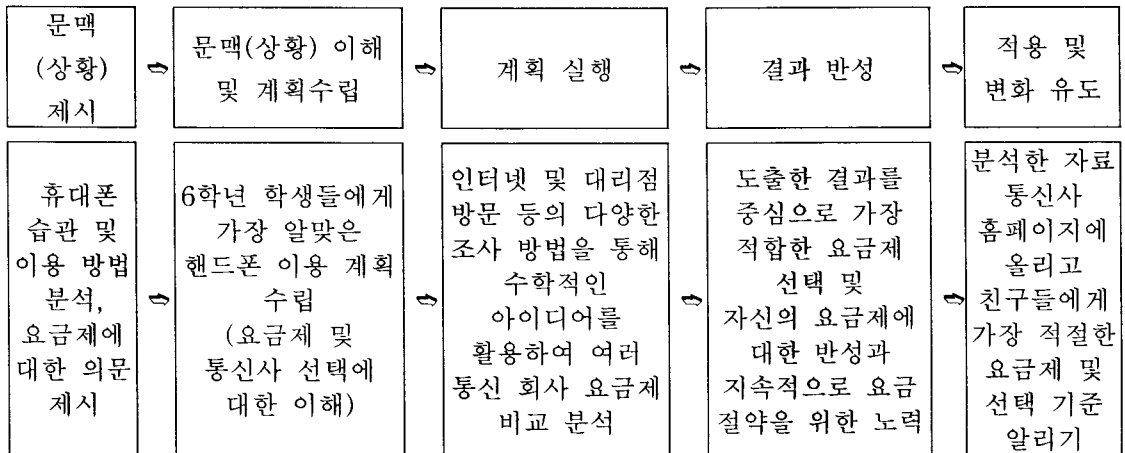 문맥
(상황)
제시
➪
문맥(상황) 이해
및 계획수립
➪
계획 실행
➪
결과 반성
➪
적용 및
변화 유도
휴대폰
습관 및
이용 방법
분석,
요금제에
대한 의문
제시
➪
6학년 학생들에게
가장 알맞은
핸드폰 이용 계획
수립
(요금제 및
통신사 선택에
대한 이해)
➪
인터넷 및 대리점
방문 등의 다양한
조사 방법을 통해
수학적인
아이디어를
활용하여 여러
통신 회사 요금제
비교 분석
➪
도출한 결과를
중심으로 가장
적합한 요금제
선택 및
자신의 요금제에
대한 반성과
지속적으로 요금
절약을 위한 노력
➪
분석한 자료
통신사
홈페이지에
올리고
친구들에게
가장 적절한
요금제 및
선택 기준
알리기